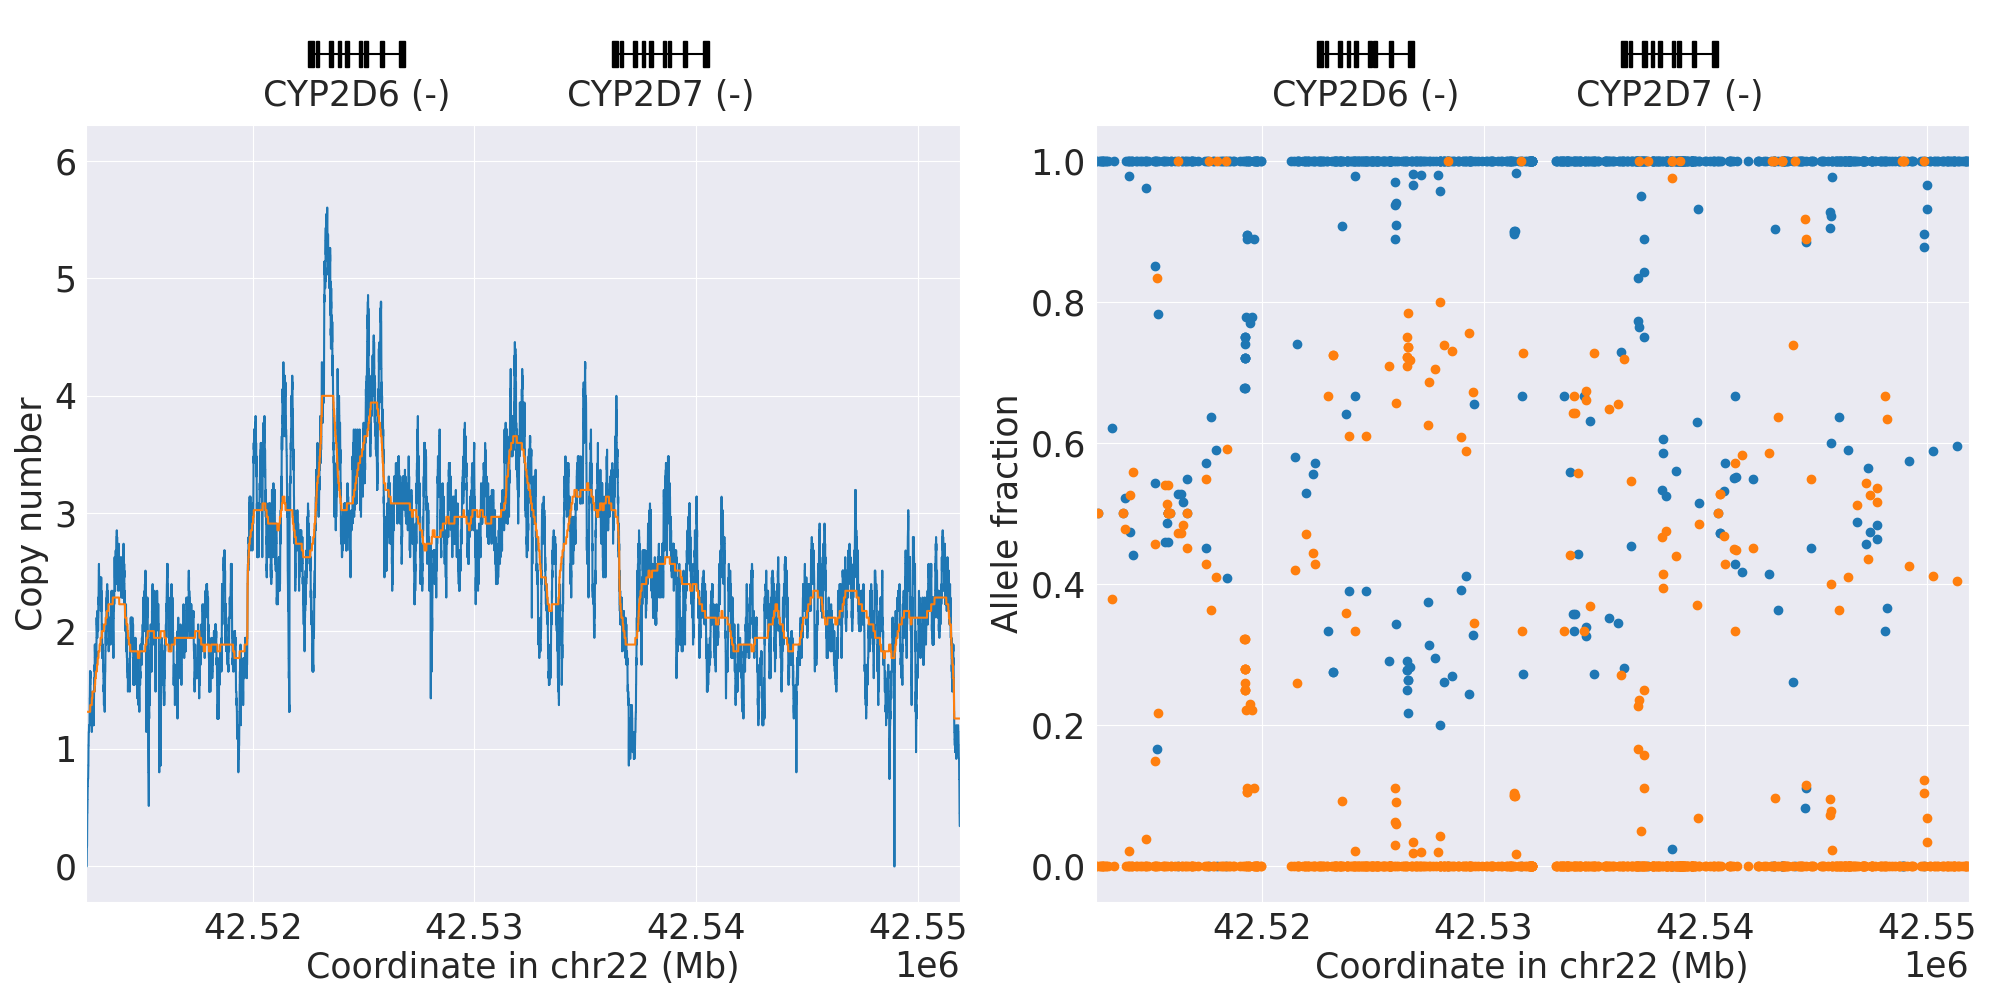 CYP2D6 (-) CYP2D7 (-)
6
5
4
3
2
1
0
Copy number
42.52 42.53 42.54 42.55
Coordinate in chr22 (Mb) 1e6
CYP2D6 (-) CYP2D7 (-)
1.0
0.8
0.6
0.4
0.2
0.0
Allele fraction
42.52 42.53 42.54 42.55
Coordinate in chr22 (Mb) 1e6